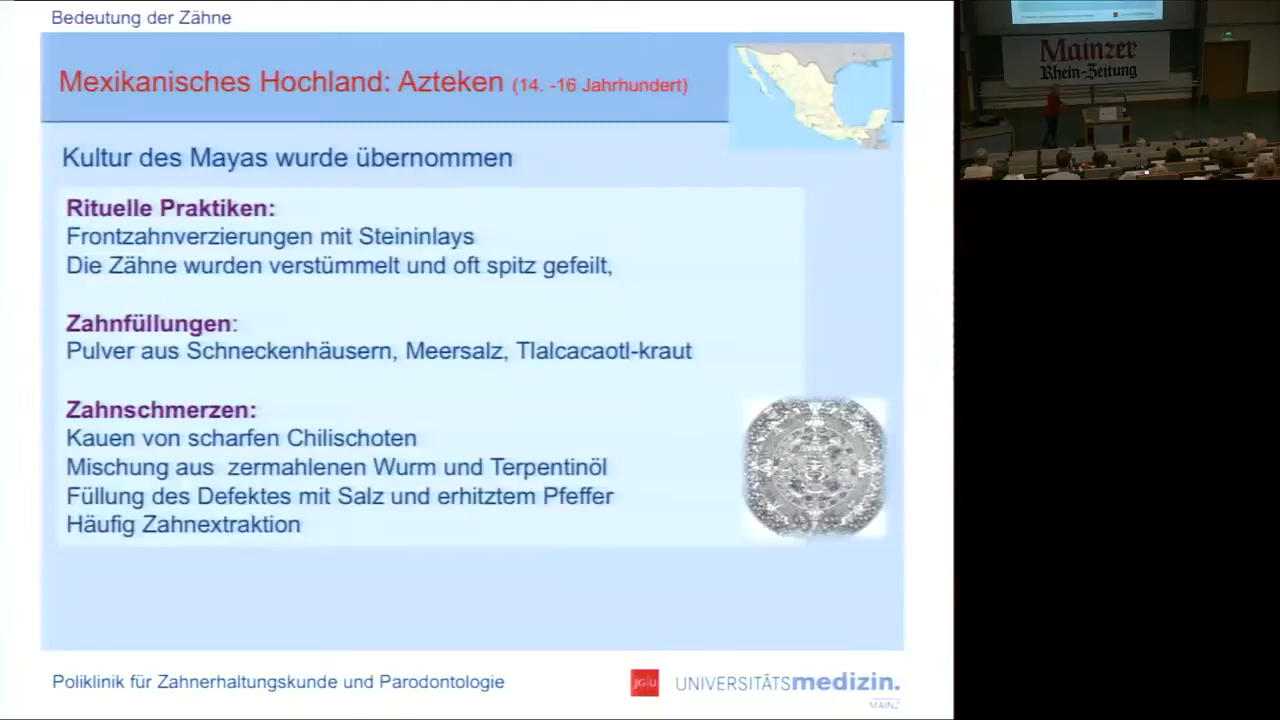 Bedeutung der Zähne
Mexikanisches Hochland: Azteken (14. -16 Jahrhundert)
Kultur des Mayas wurde übernommen
Rituelle Praktiken:
Frontzahnverzierungen mit Steininlays
Die Zähne wurden verstümmelt und oft spitz gefeilt,
Zahnfüllungen:
Pulver aus Schneckenhäusern, Meersalz, Tlalcacaotl-kraut
Zahnschmerzen:
Kauen von scharfen Chilischoten
Mischung aus zermahlenen Wurm und Terpentinöl
Füllung des Defektes mit Salz und erhitztem Pfeffer
Häufig Zahnextraktion
Poliklinik für Zahnerhaltungskunde und Parodontologie
JG|U UNIVERSITÄTSmedizin.
MAINZ
Mainzer
Rhein-Zeitung